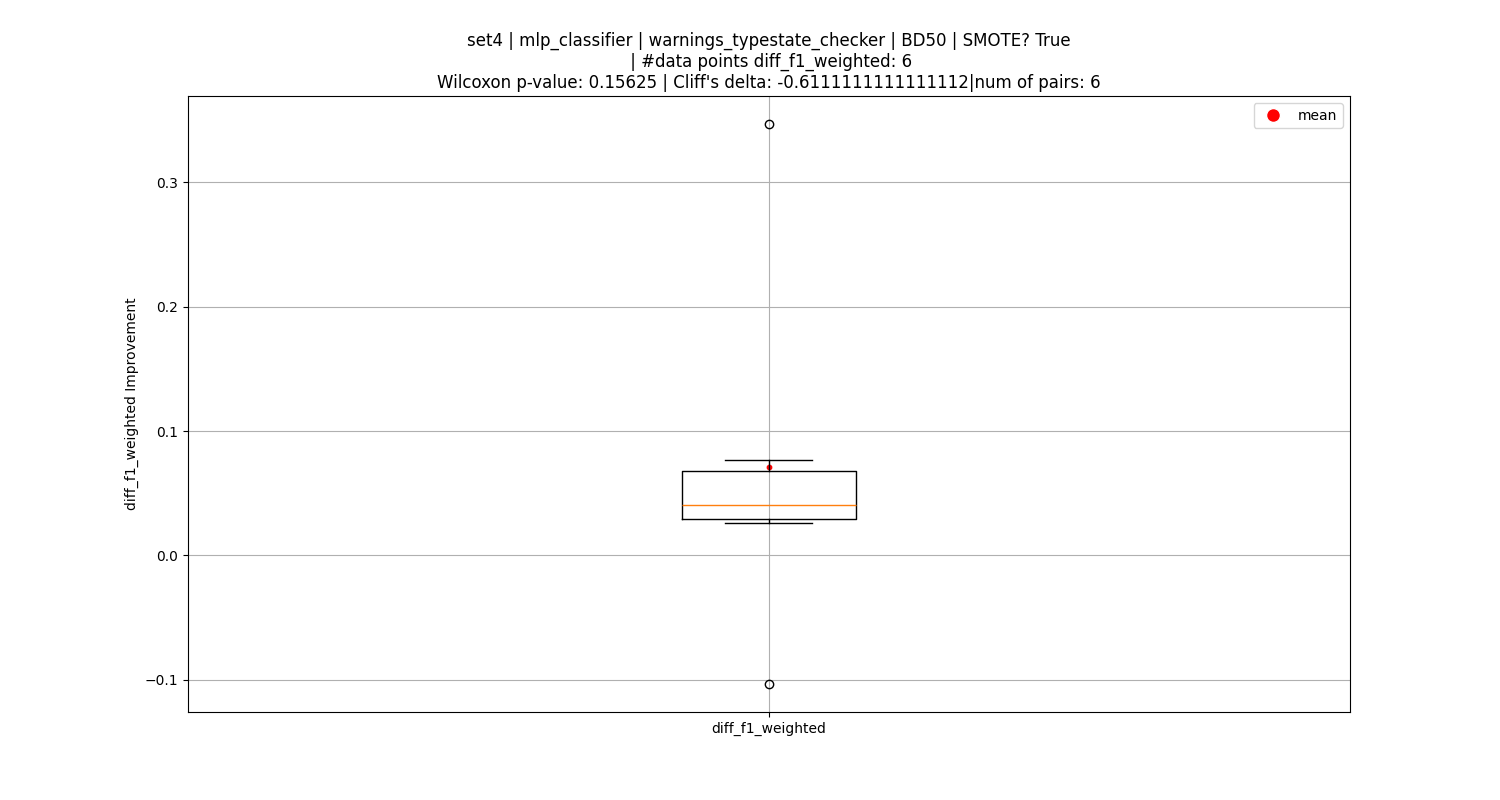 set4 | mlp_classifier | warnings_typestate_checker | BD50 | SMOTE? True
| #data points diff_f1_weighted: 6
Wilcoxon p-value: 0.15625 | Cliff's delta: -0.6111111111111112|num of pairs: 6
mean
0.3
0.2
0.1
0.0
−0.1
diff_f1_weighted Improvement
diff_f1_weighted